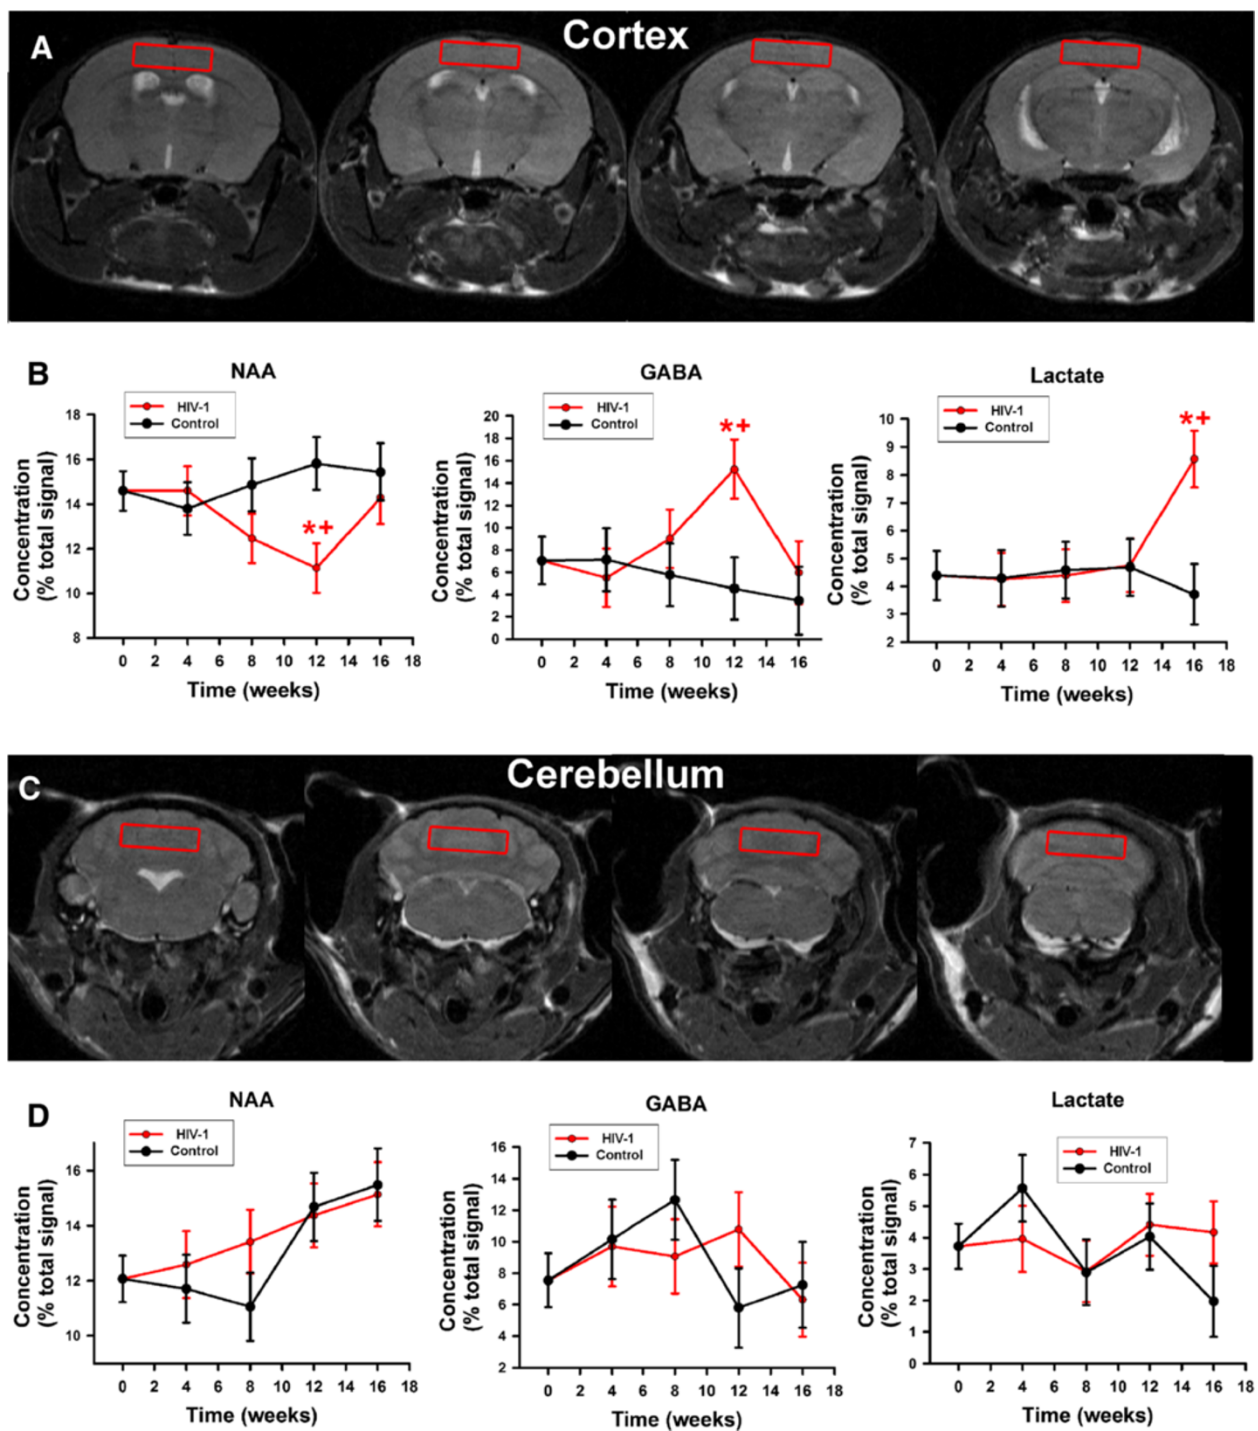 A
Cortex
B
NAA
HIV-1
Control
Concentration
(% total signal)
18
16
14
12
10
8
*+
0 2 4 6 8 10 12 14 16 18
Time (weeks)
GABA
HIV-1
Control
Concentration
(% total signal)
20
18
16
14
12
10
8
6
4
2
0
*+
0 2 4 6 8 10 12 14 16
Time (weeks)
Lactate
HIV-1
Control
Concentration
(% total signal)
10
9
8
7
6
5
4
3
2
*+
0 2 4 6 8 10 12 14 16 18
Time (weeks)
C
Cerebellum
D
NAA
HIV-1
Control
Concentration
(% total signal)
16
14
12
10
0 2 4 6 8 10 12 14 16 18
Time (weeks)
GABA
HIV-1
Control
Concentration
(% total signal)
16
14
12
10
8
6
4
2
0 2 4 6 8 10 12 14 16 18
Time (weeks)
Lactate
HIV-1
Control
Concentration
(% total signal)
7
6
5
4
3
2
1
0
0 2 4 6 8 10 12 14 16 18
Time (weeks)